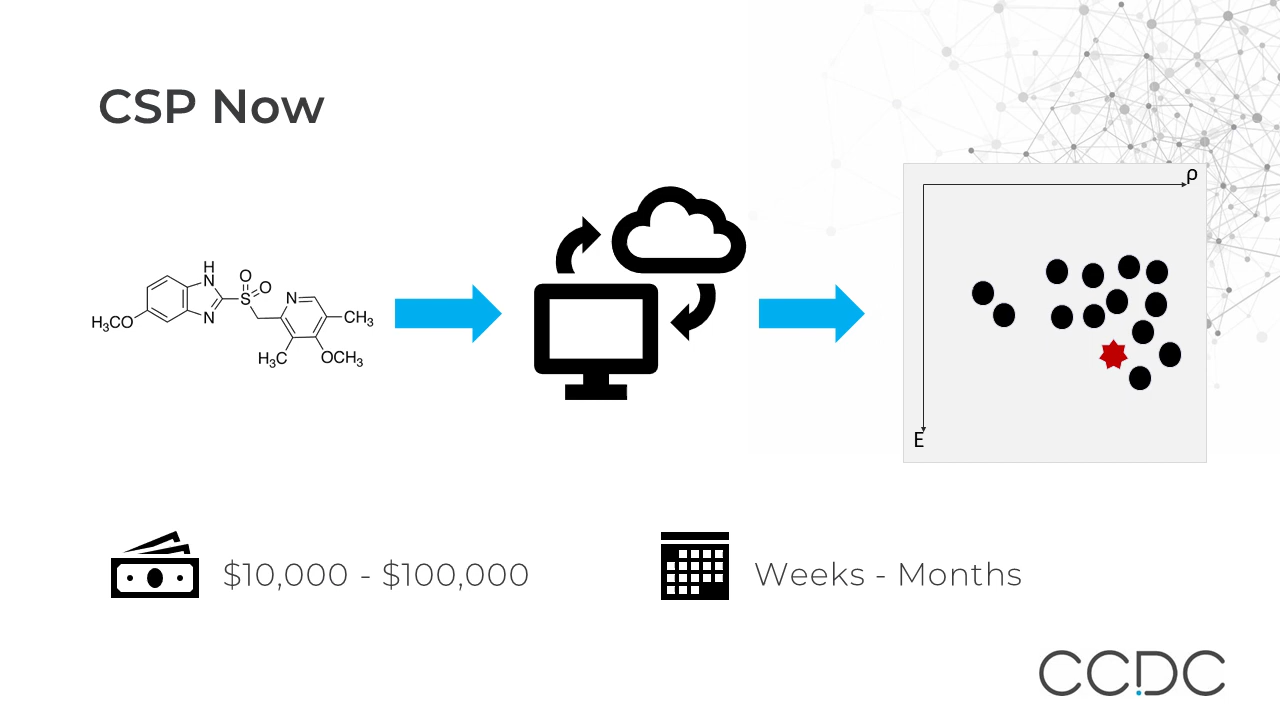 CSP Now
H
N
O
O
S
N
N
H₃CO
CH₃
H₃C
OCH₃
ρ
E
$10,000 - $100,000
Weeks - Months
CCDC